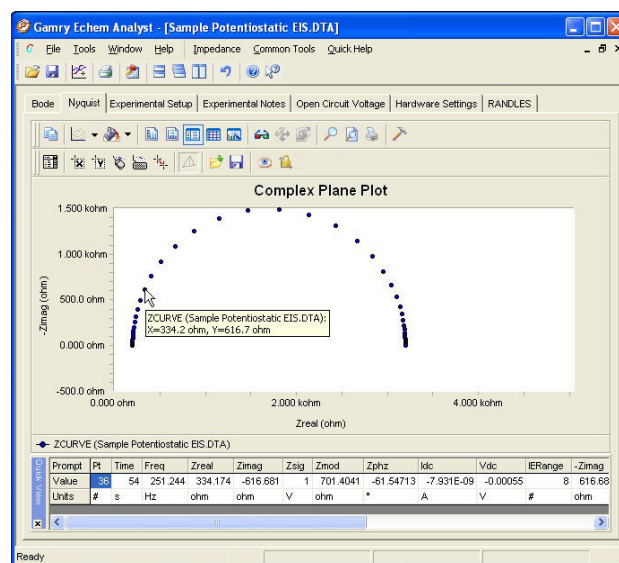 Gamry Echem Analyst - [Sample Potentiostatic EIS.DTA]
File Tools Window Help Impedance Common Tools Quick Help
Bode Nyquist Experimental Setup Experimental Notes Open Circuit Voltage Hardware Settings RANDLES
Complex Plane Plot
1.500 kohm
1.000 kohm
500.0 ohm
0.000 ohm
-500.0 ohm
-Zimag (ohm)
ZCURVE (Sample Potentiostatic EIS.DTA):
X=334.2 ohm, Y=616.7 ohm
0.000 ohm 2.000 kohm 4.000 kohm
Zreal (ohm)
ZCURVE (Sample Potentiostatic EIS.DTA)
Quick View
Prompt Pt Time Freq Zreal Zimag Zsig Zmod Zphz Idc Vdc IERange -Zimag
Value 36 54 251.244 334.174 -616.681 1 701.4041 -61.54713 -7.931E-09 -0.00055 8 616.68
Units # s Hz ohm ohm V ohm ° A V # ohm
Ready